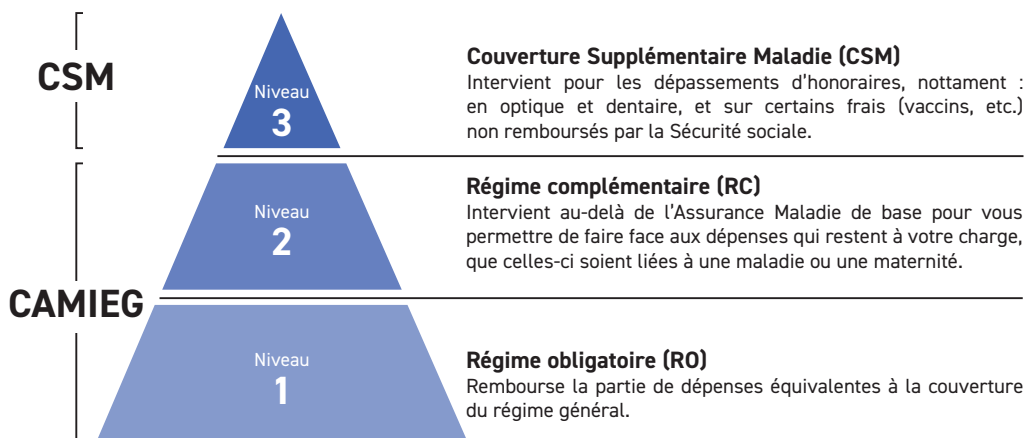 CSM
Niveau
3
Couverture Supplémentaire Maladie (CSM)
Intervient pour les dépassements d'honoraires, nottament :
en optique et dentaire, et sur certains frais (vaccins, etc.)
non remboursés par la Sécurité sociale.
Niveau
2
Régime complémentaire (RC)
Intervient au-delà de l'Assurance Maladie de base pour vous
permettre de faire face aux dépenses qui restent à votre charge,
que celles-ci soient liées à une maladie ou une maternité.
CAMIEG
Niveau
1
Régime obligatoire (RO)
Rembourse la partie de dépenses équivalentes à la couverture
du régime général.